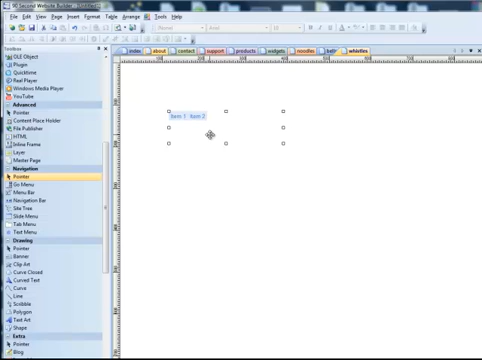 90 Second Website Builder - [Untitled]
File Edit View Insert Page Format Table Arrange Tools Help
index about contact support products widgets noodles whistles
Toolbox
OLE Object
Plugin
Quicktime
Real Player
Windows Media Player
YouTube
Advanced
Pointer
Content Place Holder
File Publisher
HTML
Inline Frame
Layer
Master Page
Navigation
Pointer
Go Menu
Menu Bar
Navigation Bar
Site Tree
Slide Menu
Tab Menu
Text Menu
Drawing
Pointer
Banner
Clip Art
Curve Closed
Curved Text
Curve
Line
Scribble
Polygon
Text Art
Shape
Extra
Pointer
Blog
Item 1 Item 2